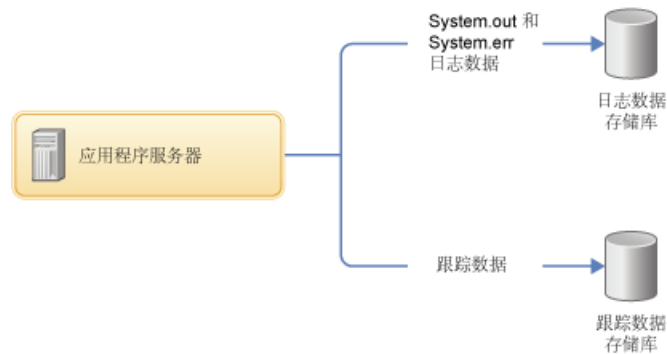 System.out 和
System.err
日志数据
日志数据
存储库
应用程序服务器
跟踪数据
跟踪数据
存储库